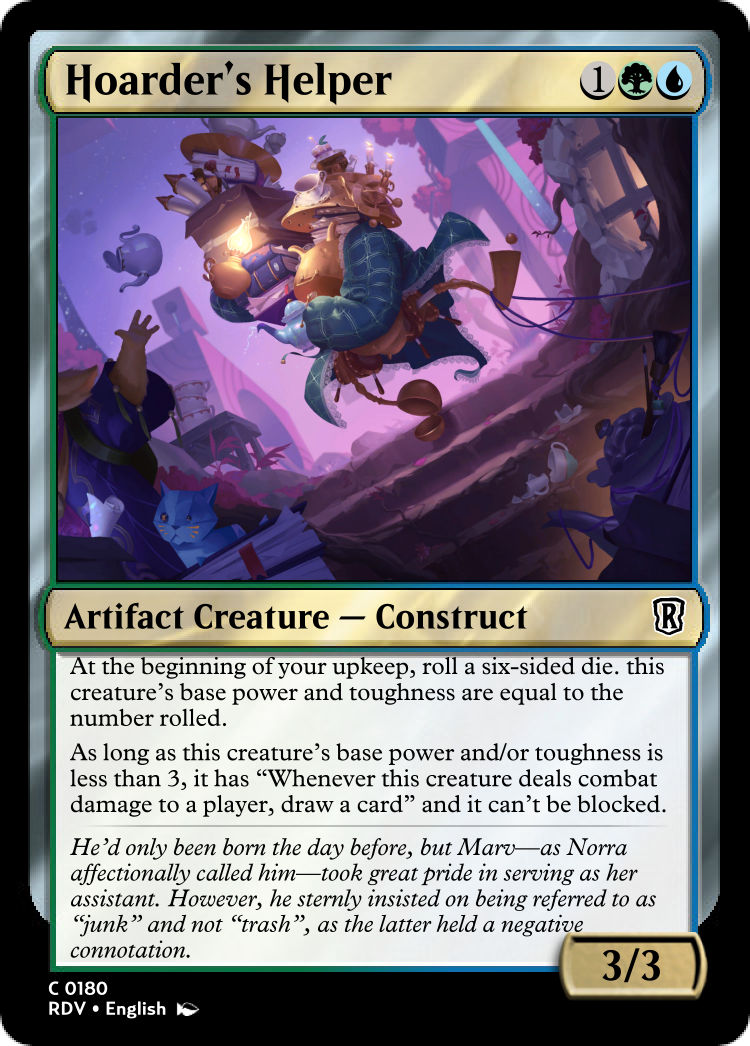 Hoarder's Helper 1
Artifact Creature — Construct R
At the beginning of your upkeep, roll a six-sided die. this
creature's base power and toughness are equal to the
number rolled.
As long as this creature's base power and/or toughness is
less than 3, it has “Whenever this creature deals combat
damage to a player, draw a card” and it can't be blocked.
He'd only been born the day before, but Marv—as Norra
affectionally called him—took great pride in serving as her
assistant. However, he sternly insisted on being referred to as
“junk” and not “trash”, as the latter held a negative
connotation.
3/3
C 0180
RDV • English